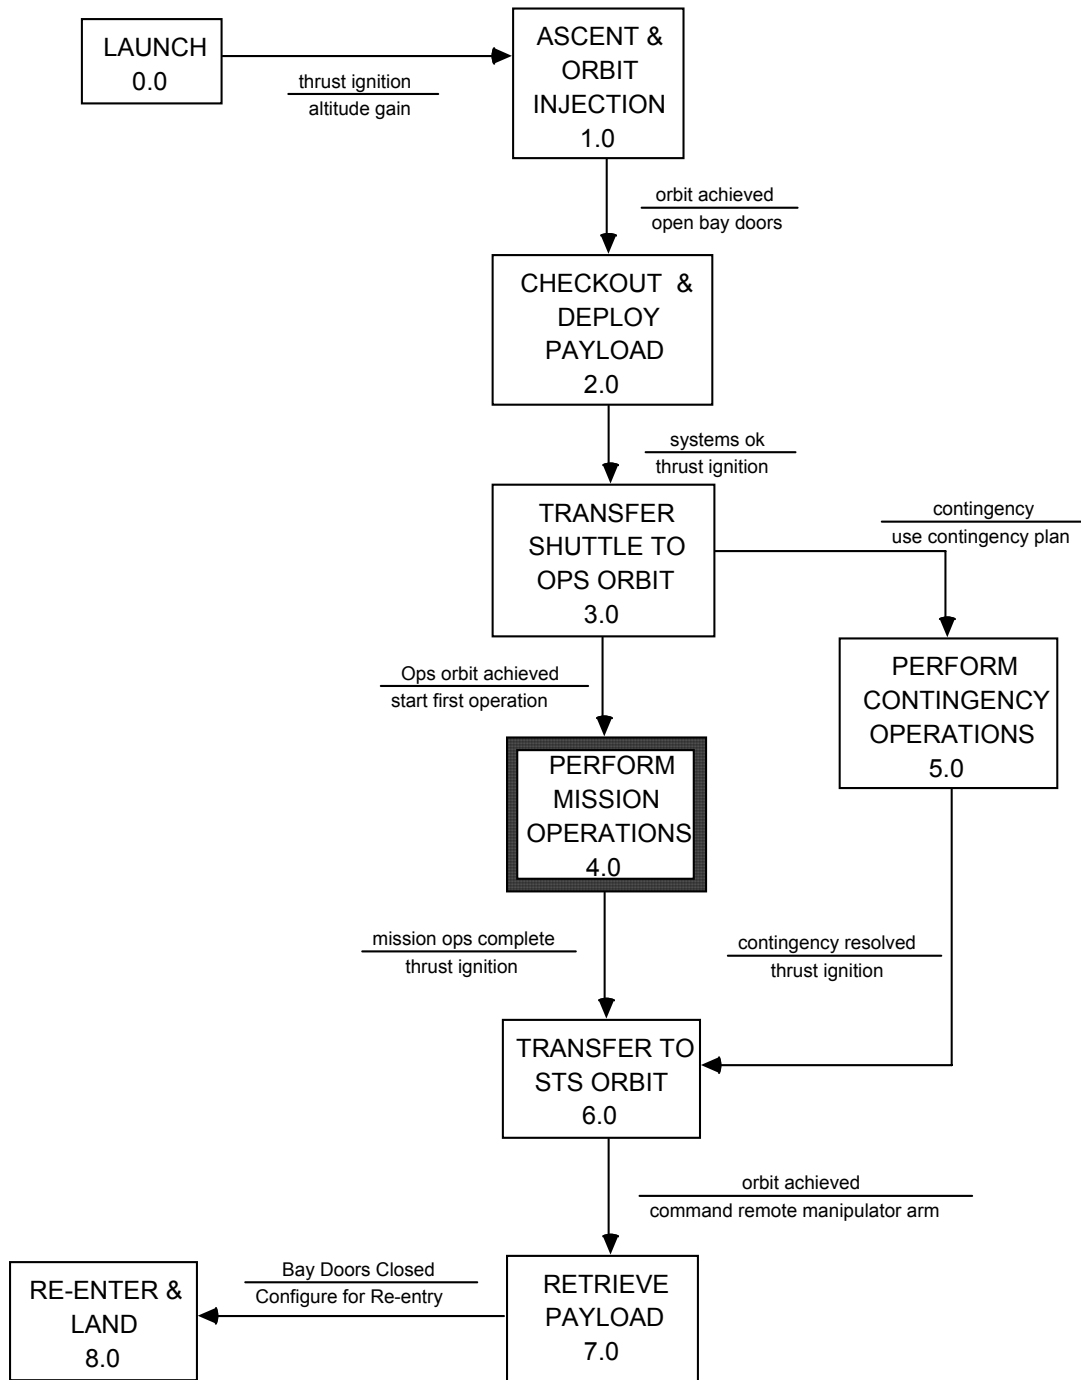 LAUNCH
0.0
thrust ignition
altitude gain
ASCENT &
ORBIT
INJECTION
1.0
orbit achieved
open bay doors
CHECKOUT &
DEPLOY
PAYLOAD
2.0
systems ok
thrust ignition
TRANSFER
SHUTTLE TO
OPS ORBIT
3.0
contingency
use contingency plan
Ops orbit achieved
start first operation
PERFORM
CONTINGENCY
OPERATIONS
5.0
PERFORM
MISSION
OPERATIONS
4.0
mission ops complete
thrust ignition
contingency resolved
thrust ignition
TRANSFER TO
STS ORBIT
6.0
orbit achieved
command remote manipulator arm
RETRIEVE
PAYLOAD
7.0
Bay Doors Closed
Configure for Re-entry
RE-ENTER &
LAND
8.0